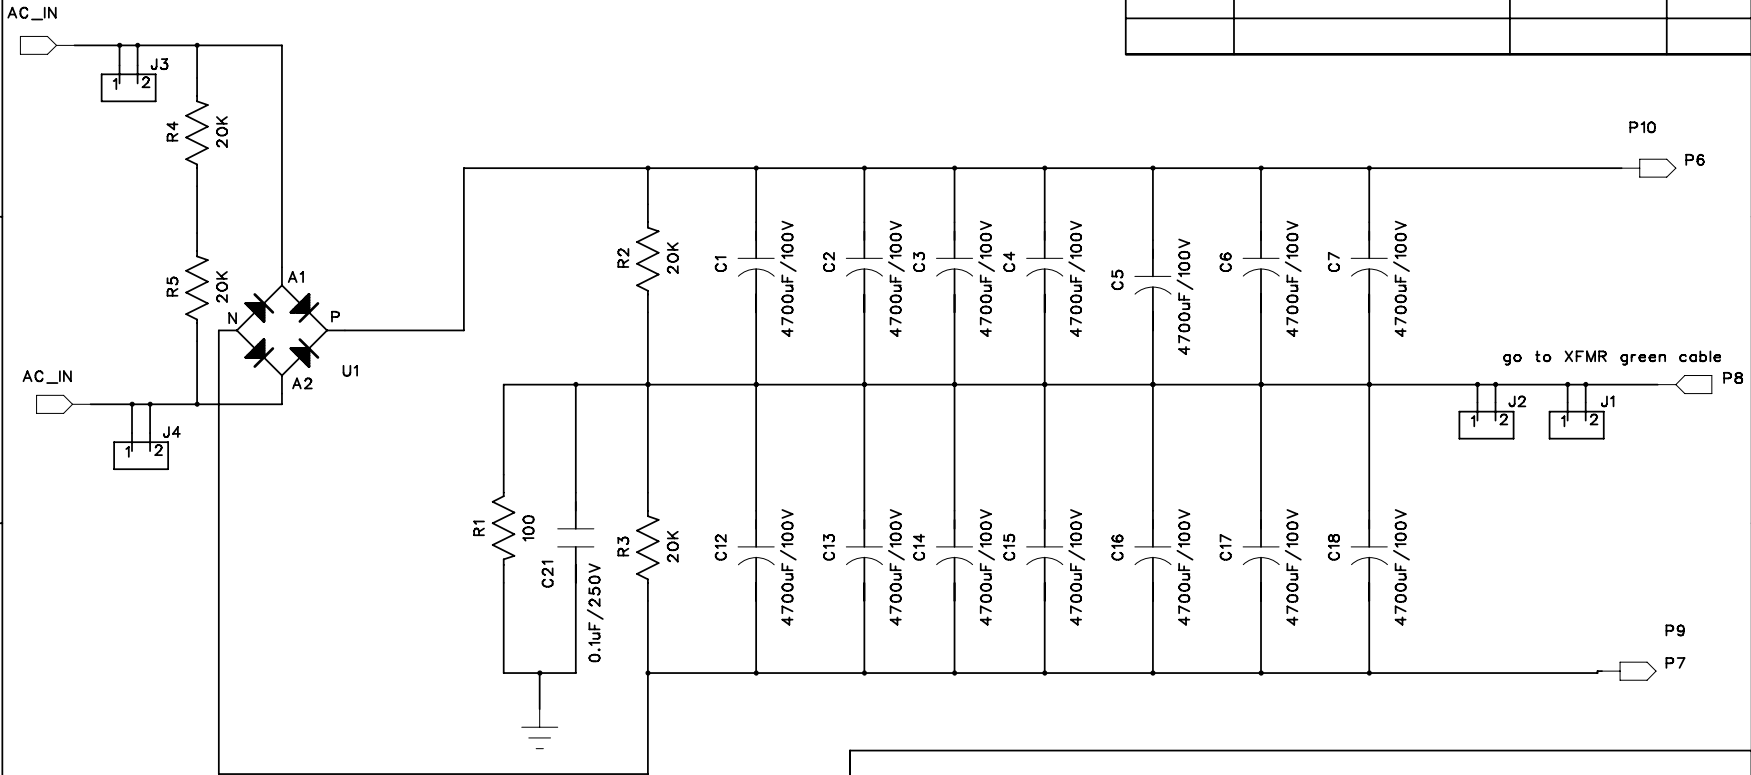 AC_IN
J3
1 2
R4
20K
R5
20K
A1
N
P
A2
U1
AC_IN
J4
1 2
P10
P6
R2
20K
C1
4700uF/100V
C2
4700uF/100V
C3
4700uF/100V
C4
4700uF/100V
C5
4700uF/100V
C6
4700uF/100V
C7
4700uF/100V
go to XFMR green cable
P8
J2
1 2
J1
1 2
R1
100
C21
0.1uF/250V
R3
20K
C12
4700uF/100V
C13
4700uF/100V
C14
4700uF/100V
C15
4700uF/100V
C16
4700uF/100V
C17
4700uF/100V
C18
4700uF/100V
P9
P7